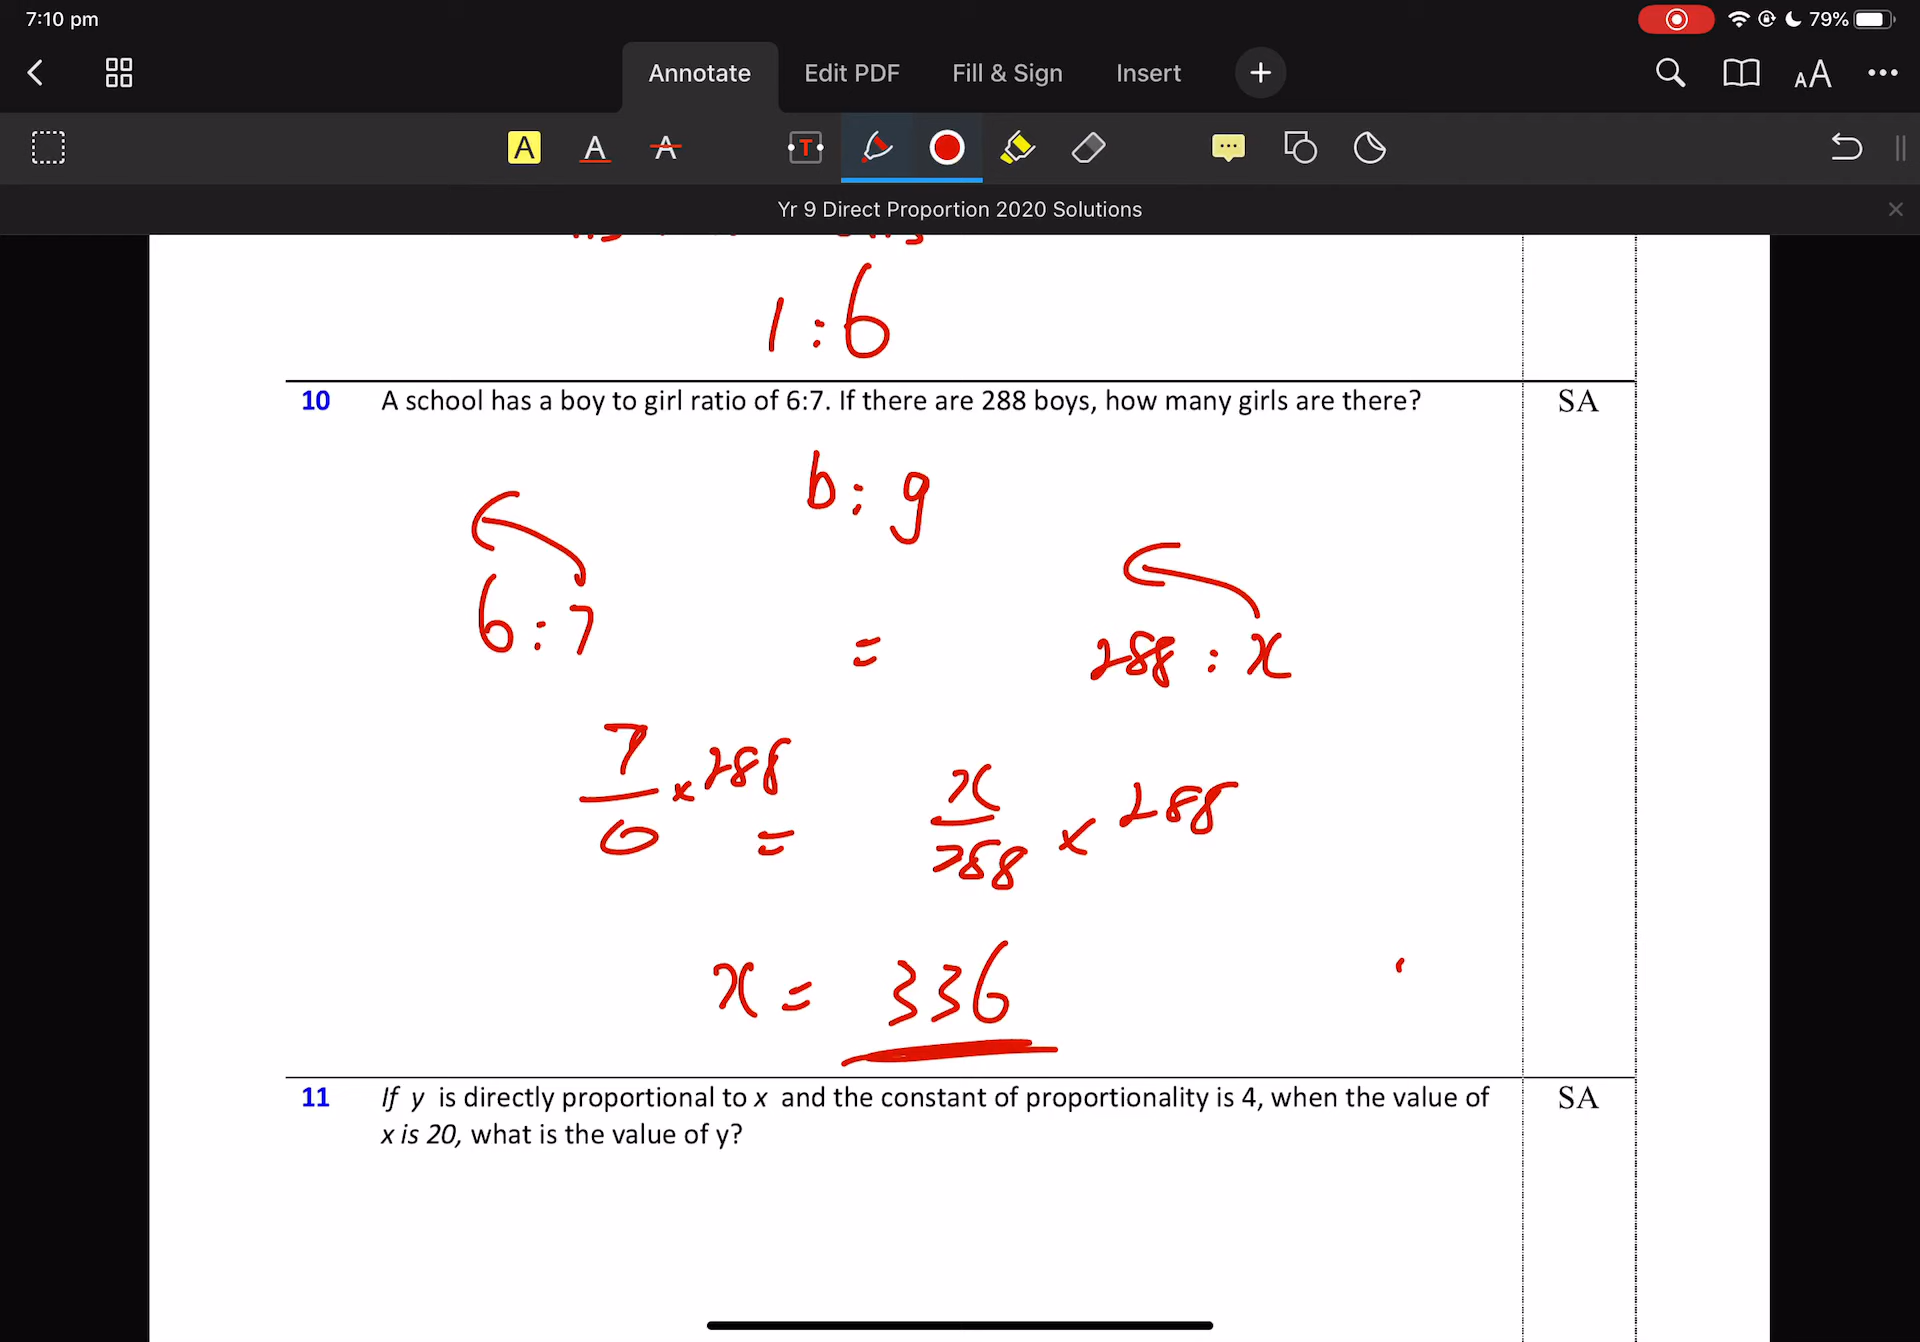 7:10 pm
79%
Annotate
Edit PDF
Fill & Sign
Insert
AA
A A A T
Yr 9 Direct Proportion 2020 Solutions
1:6
10 A school has a boy to girl ratio of 6:7. If there are 288 boys, how many girls are there? SA
b:g
6:7 = 288:x
7/6 × 288 = x/288 × 288
x = 336
11 If y is directly proportional to x and the constant of proportionality is 4, when the value of SA
x is 20, what is the value of y?